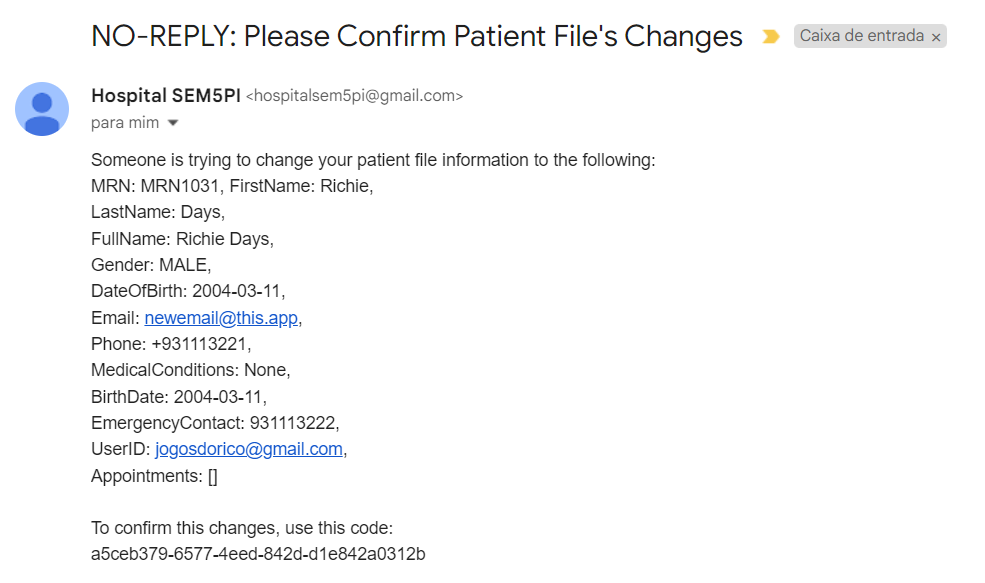 NO-REPLY: Please Confirm Patient File's Changes Caixa de entrada ×
Hospital SEM5PI <hospitalsem5pi@gmail.com>
para mim
Someone is trying to change your patient file information to the following:
MRN: MRN1031, FirstName: Richie,
LastName: Days,
FullName: Richie Days,
Gender: MALE,
DateOfBirth: 2004-03-11,
Email: newemail@this.app,
Phone: +931113221,
MedicalConditions: None,
BirthDate: 2004-03-11,
EmergencyContact: 931113222,
UserID: jogosdorico@gmail.com,
Appointments: []
To confirm this changes, use this code:
a5ceb379-6577-4eed-842d-d1e842a0312b